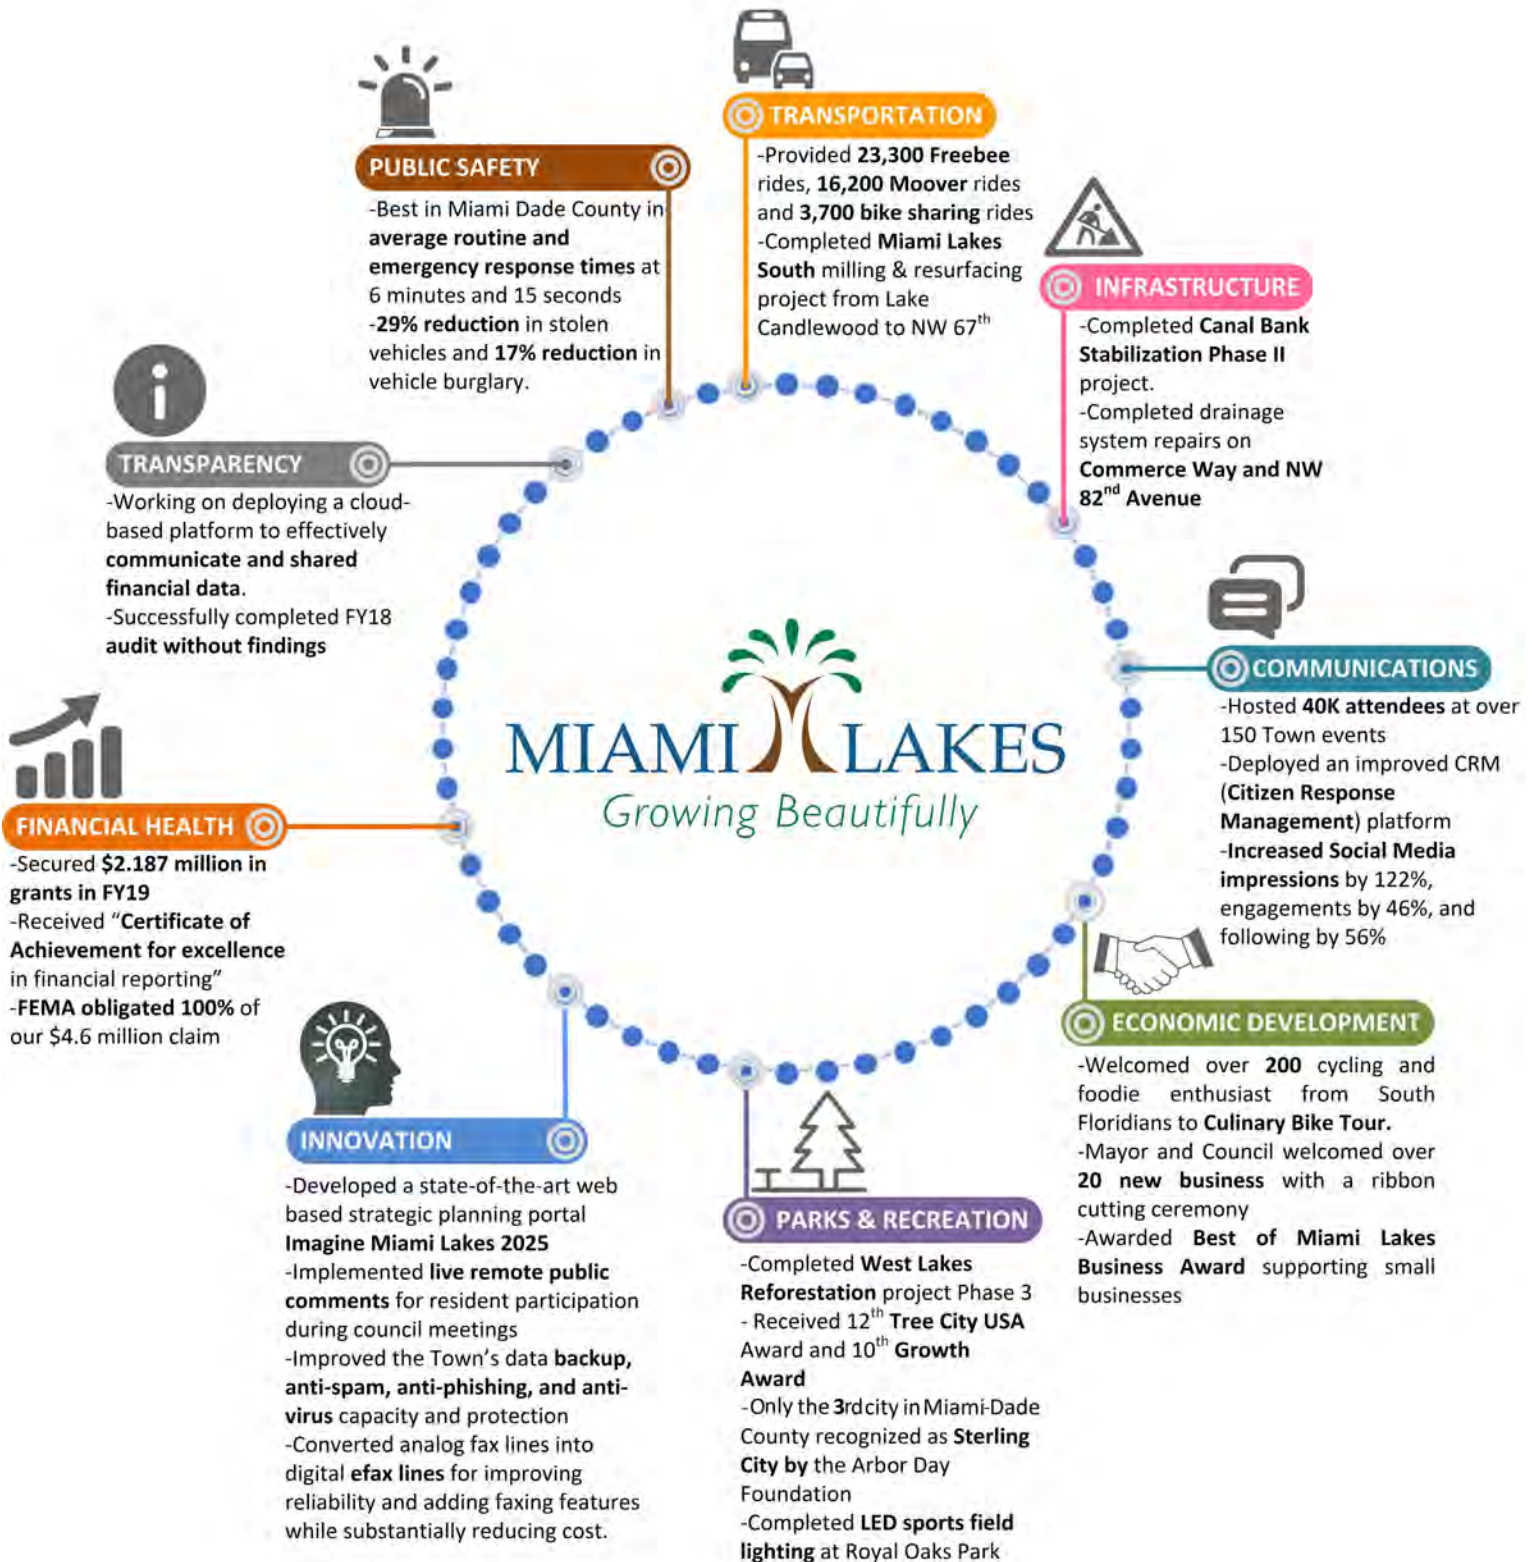 TRANSPORTATION
-Provided 23,300 Freebee
rides, 16,200 Moover rides
and 3,700 bike sharing rides
-Completed Miami Lakes
South milling & resurfacing
project from Lake
Candlewood to NW 67th
PUBLIC SAFETY
-Best in Miami Dade County in
average routine and
emergency response times at
6 minutes and 15 seconds
-29% reduction in stolen
vehicles and 17% reduction in
vehicle burglary.
INFRASTRUCTURE
-Completed Canal Bank
Stabilization Phase II
project.
-Completed drainage
system repairs on
Commerce Way and NW
82nd Avenue
TRANSPARENCY
-Working on deploying a cloud-
based platform to effectively
communicate and shared
financial data.
-Successfully completed FY18
audit without findings
COMMUNICATIONS
-Hosted 40K attendees at over
150 Town events
-Deployed an improved CRM
(Citizen Response
Management) platform
-Increased Social Media
impressions by 122%,
engagements by 46%, and
following by 56%
MIAMI LAKES
Growing Beautifully
FINANCIAL HEALTH
-Secured $2.187 million in
grants in FY19
-Received “Certificate of
Achievement for excellence
in financial reporting”
-FEMA obligated 100% of
our $4.6 million claim
ECONOMIC DEVELOPMENT
-Welcomed over 200 cycling and
foodie enthusiast from South
Floridians to Culinary Bike Tour.
-Mayor and Council welcomed over
20 new business with a ribbon
cutting ceremony
-Awarded Best of Miami Lakes
Business Award supporting small
businesses
INNOVATION
-Developed a state-of-the-art web
based strategic planning portal
Imagine Miami Lakes 2025
-Implemented live remote public
comments for resident participation
during council meetings
-Improved the Town’s data backup,
anti-spam, anti-phishing, and anti-
virus capacity and protection
-Converted analog fax lines into
digital efax lines for improving
reliability and adding faxing features
while substantially reducing cost.
PARKS & RECREATION
-Completed West Lakes
Reforestation project Phase 3
- Received 12th Tree City USA
Award and 10th Growth
Award
-Only the 3rd city in Miami-Dade
County recognized as Sterling
City by the Arbor Day
Foundation
-Completed LED sports field
lighting at Royal Oaks Park